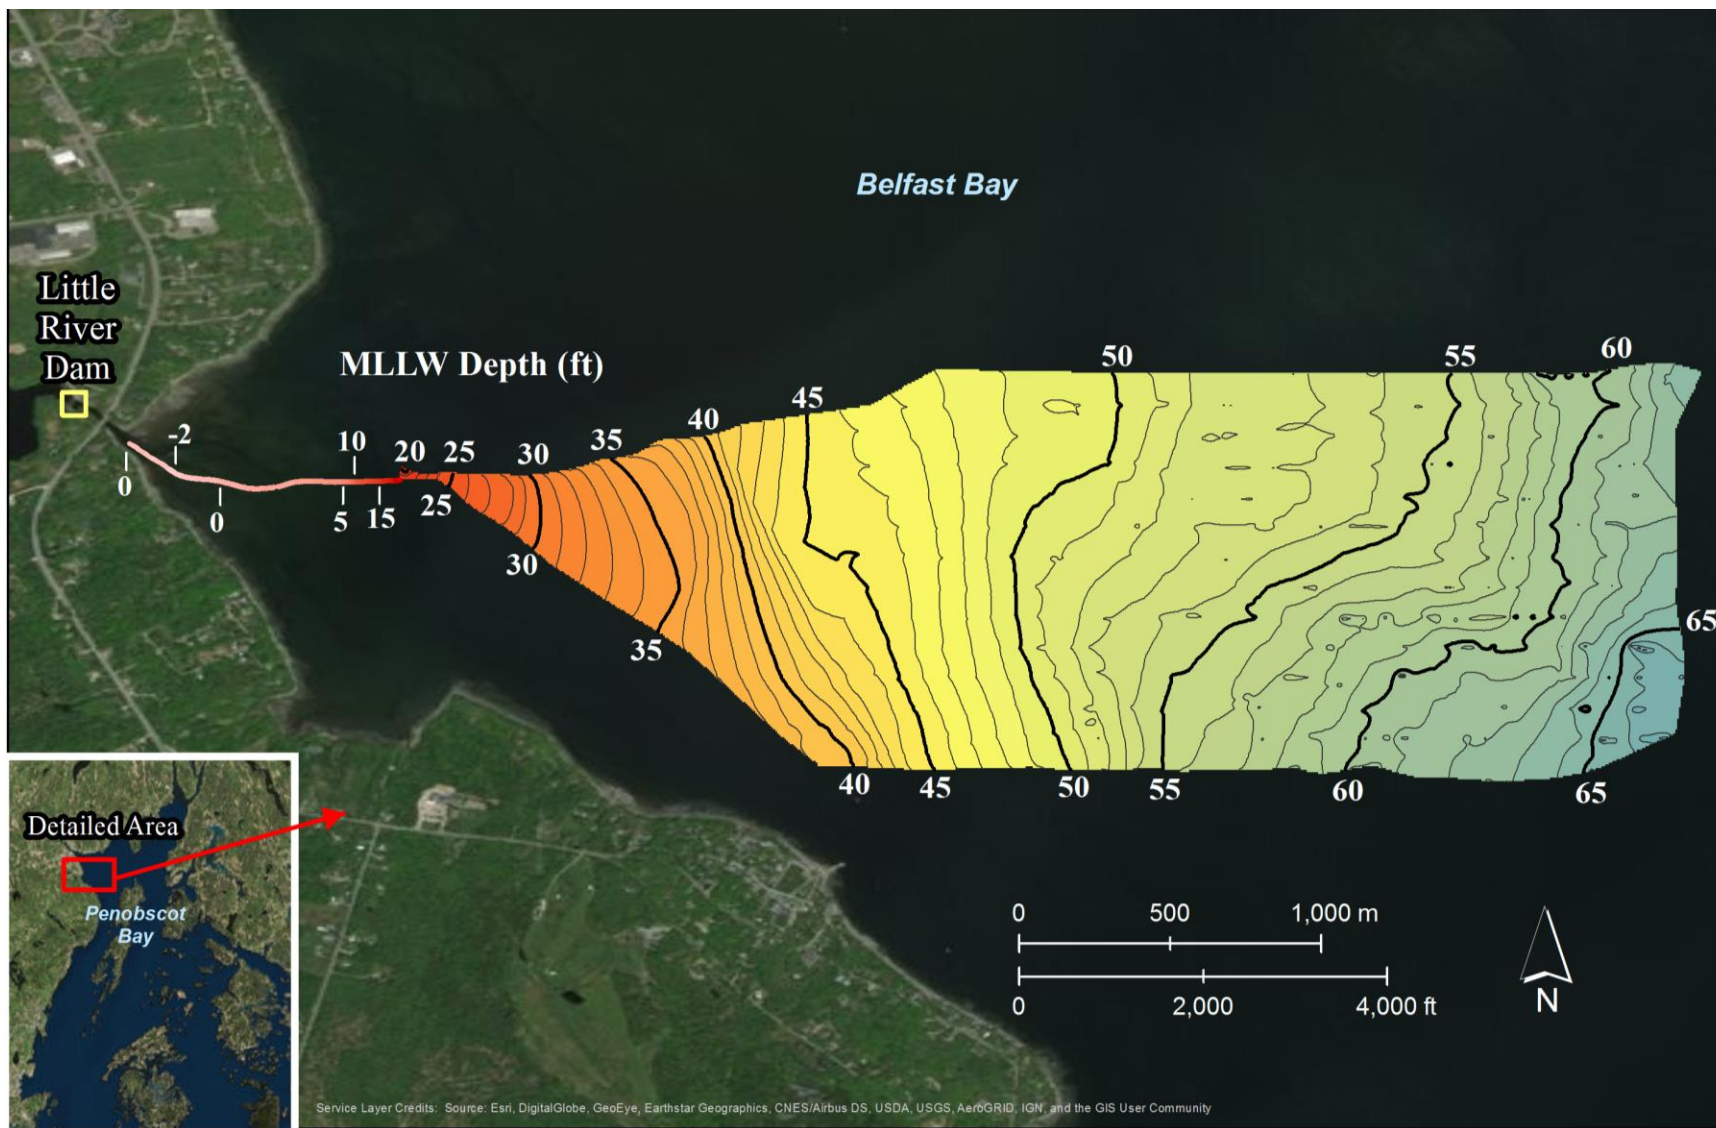 Belfast Bay
Little
River
Dam
MLLW Depth (ft)
0
-2
0
5
10
15
20
25
25
30
30
35
35
40
45
50
55
60
65
40
45
50
55
60
65
Detailed Area
Penobscot
Bay
0 500 1,000 m
0 2,000 4,000 ft
N
Service Layer Credits: Source: Esri, DigitalGlobe, GeoEye, Earthstar Geographics, CNES/Airbus DS, USDA, USGS, AeroGRID, IGN, and the GIS User Community